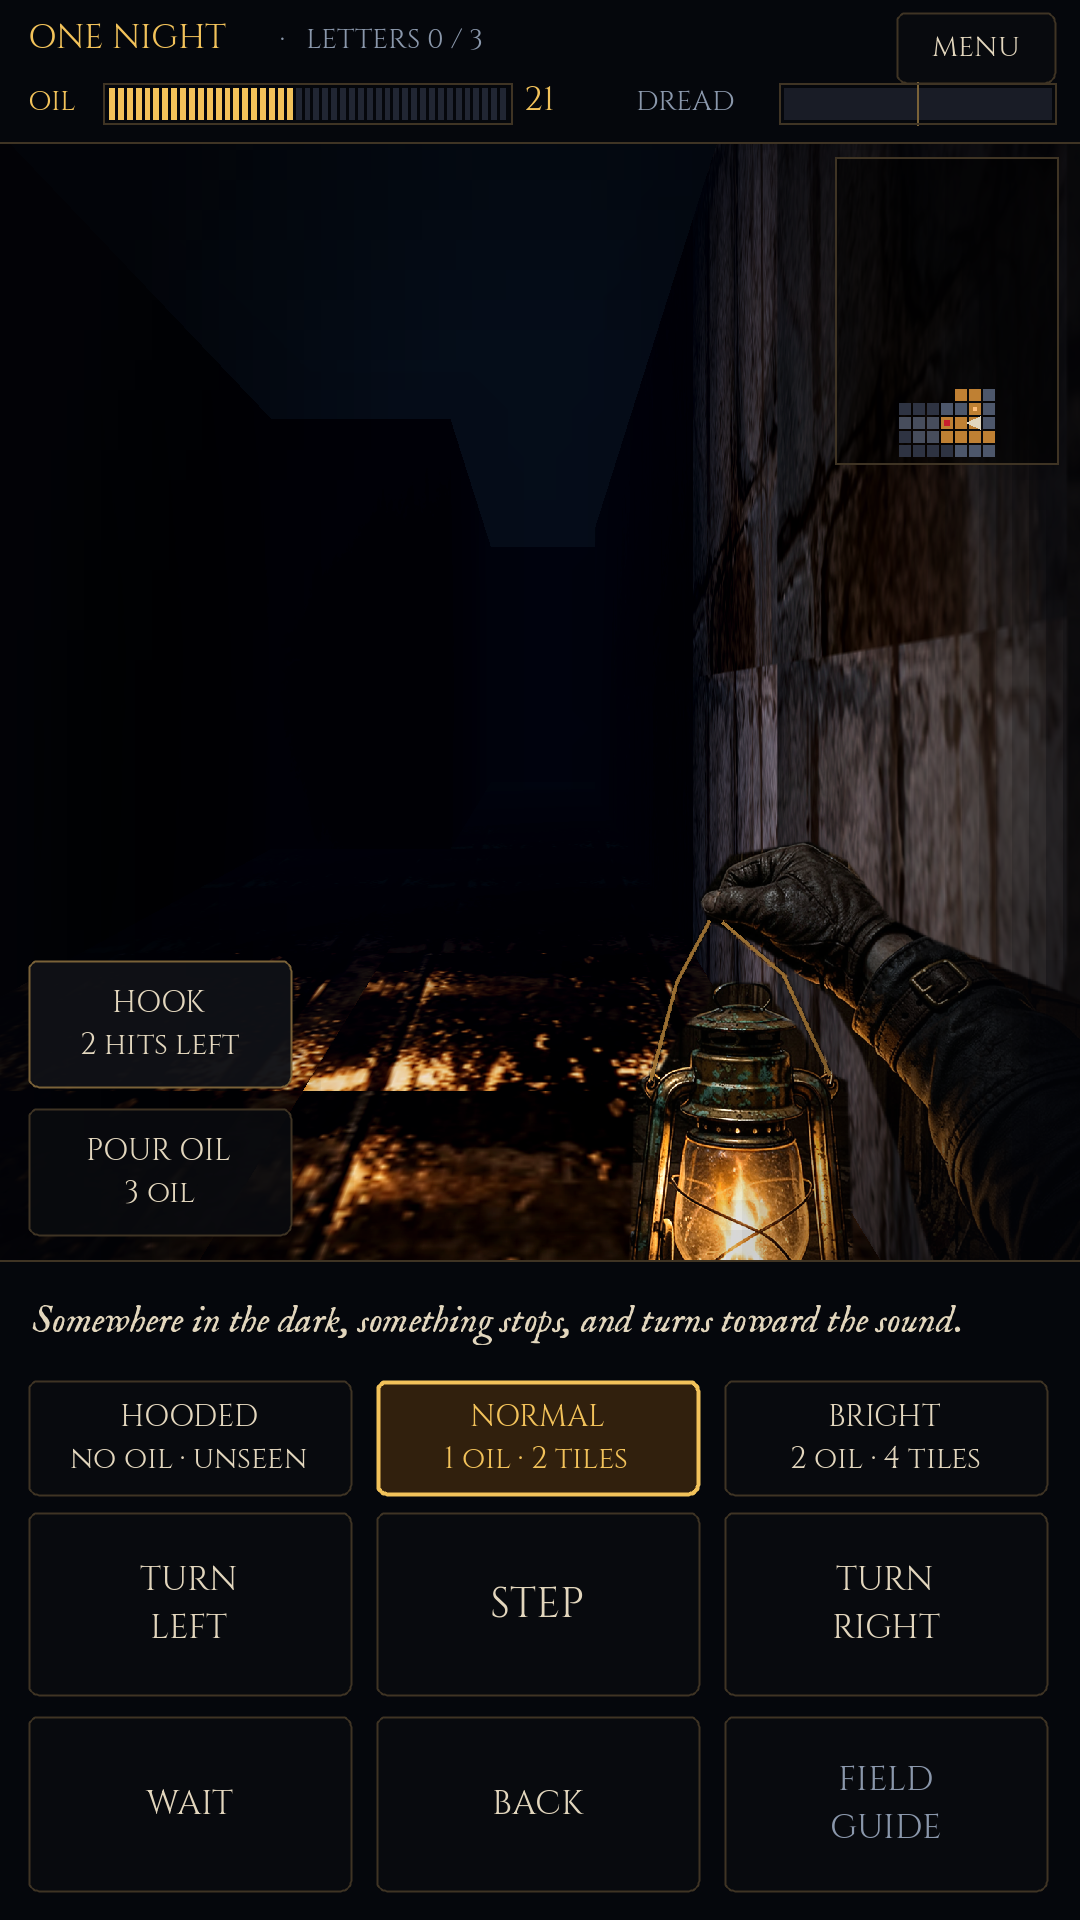 ONE NIGHT · LETTERS 0 / 3
MENU
OIL 21 DREAD
HOOK
2 HITS LEFT
POUR OIL
3 OIL
Somewhere in the dark, something stops, and turns toward the sound.
HOODED
NO OIL · UNSEEN
NORMAL
1 OIL · 2 TILES
BRIGHT
2 OIL · 4 TILES
TURN
LEFT
STEP
TURN
RIGHT
WAIT
BACK
FIELD
GUIDE